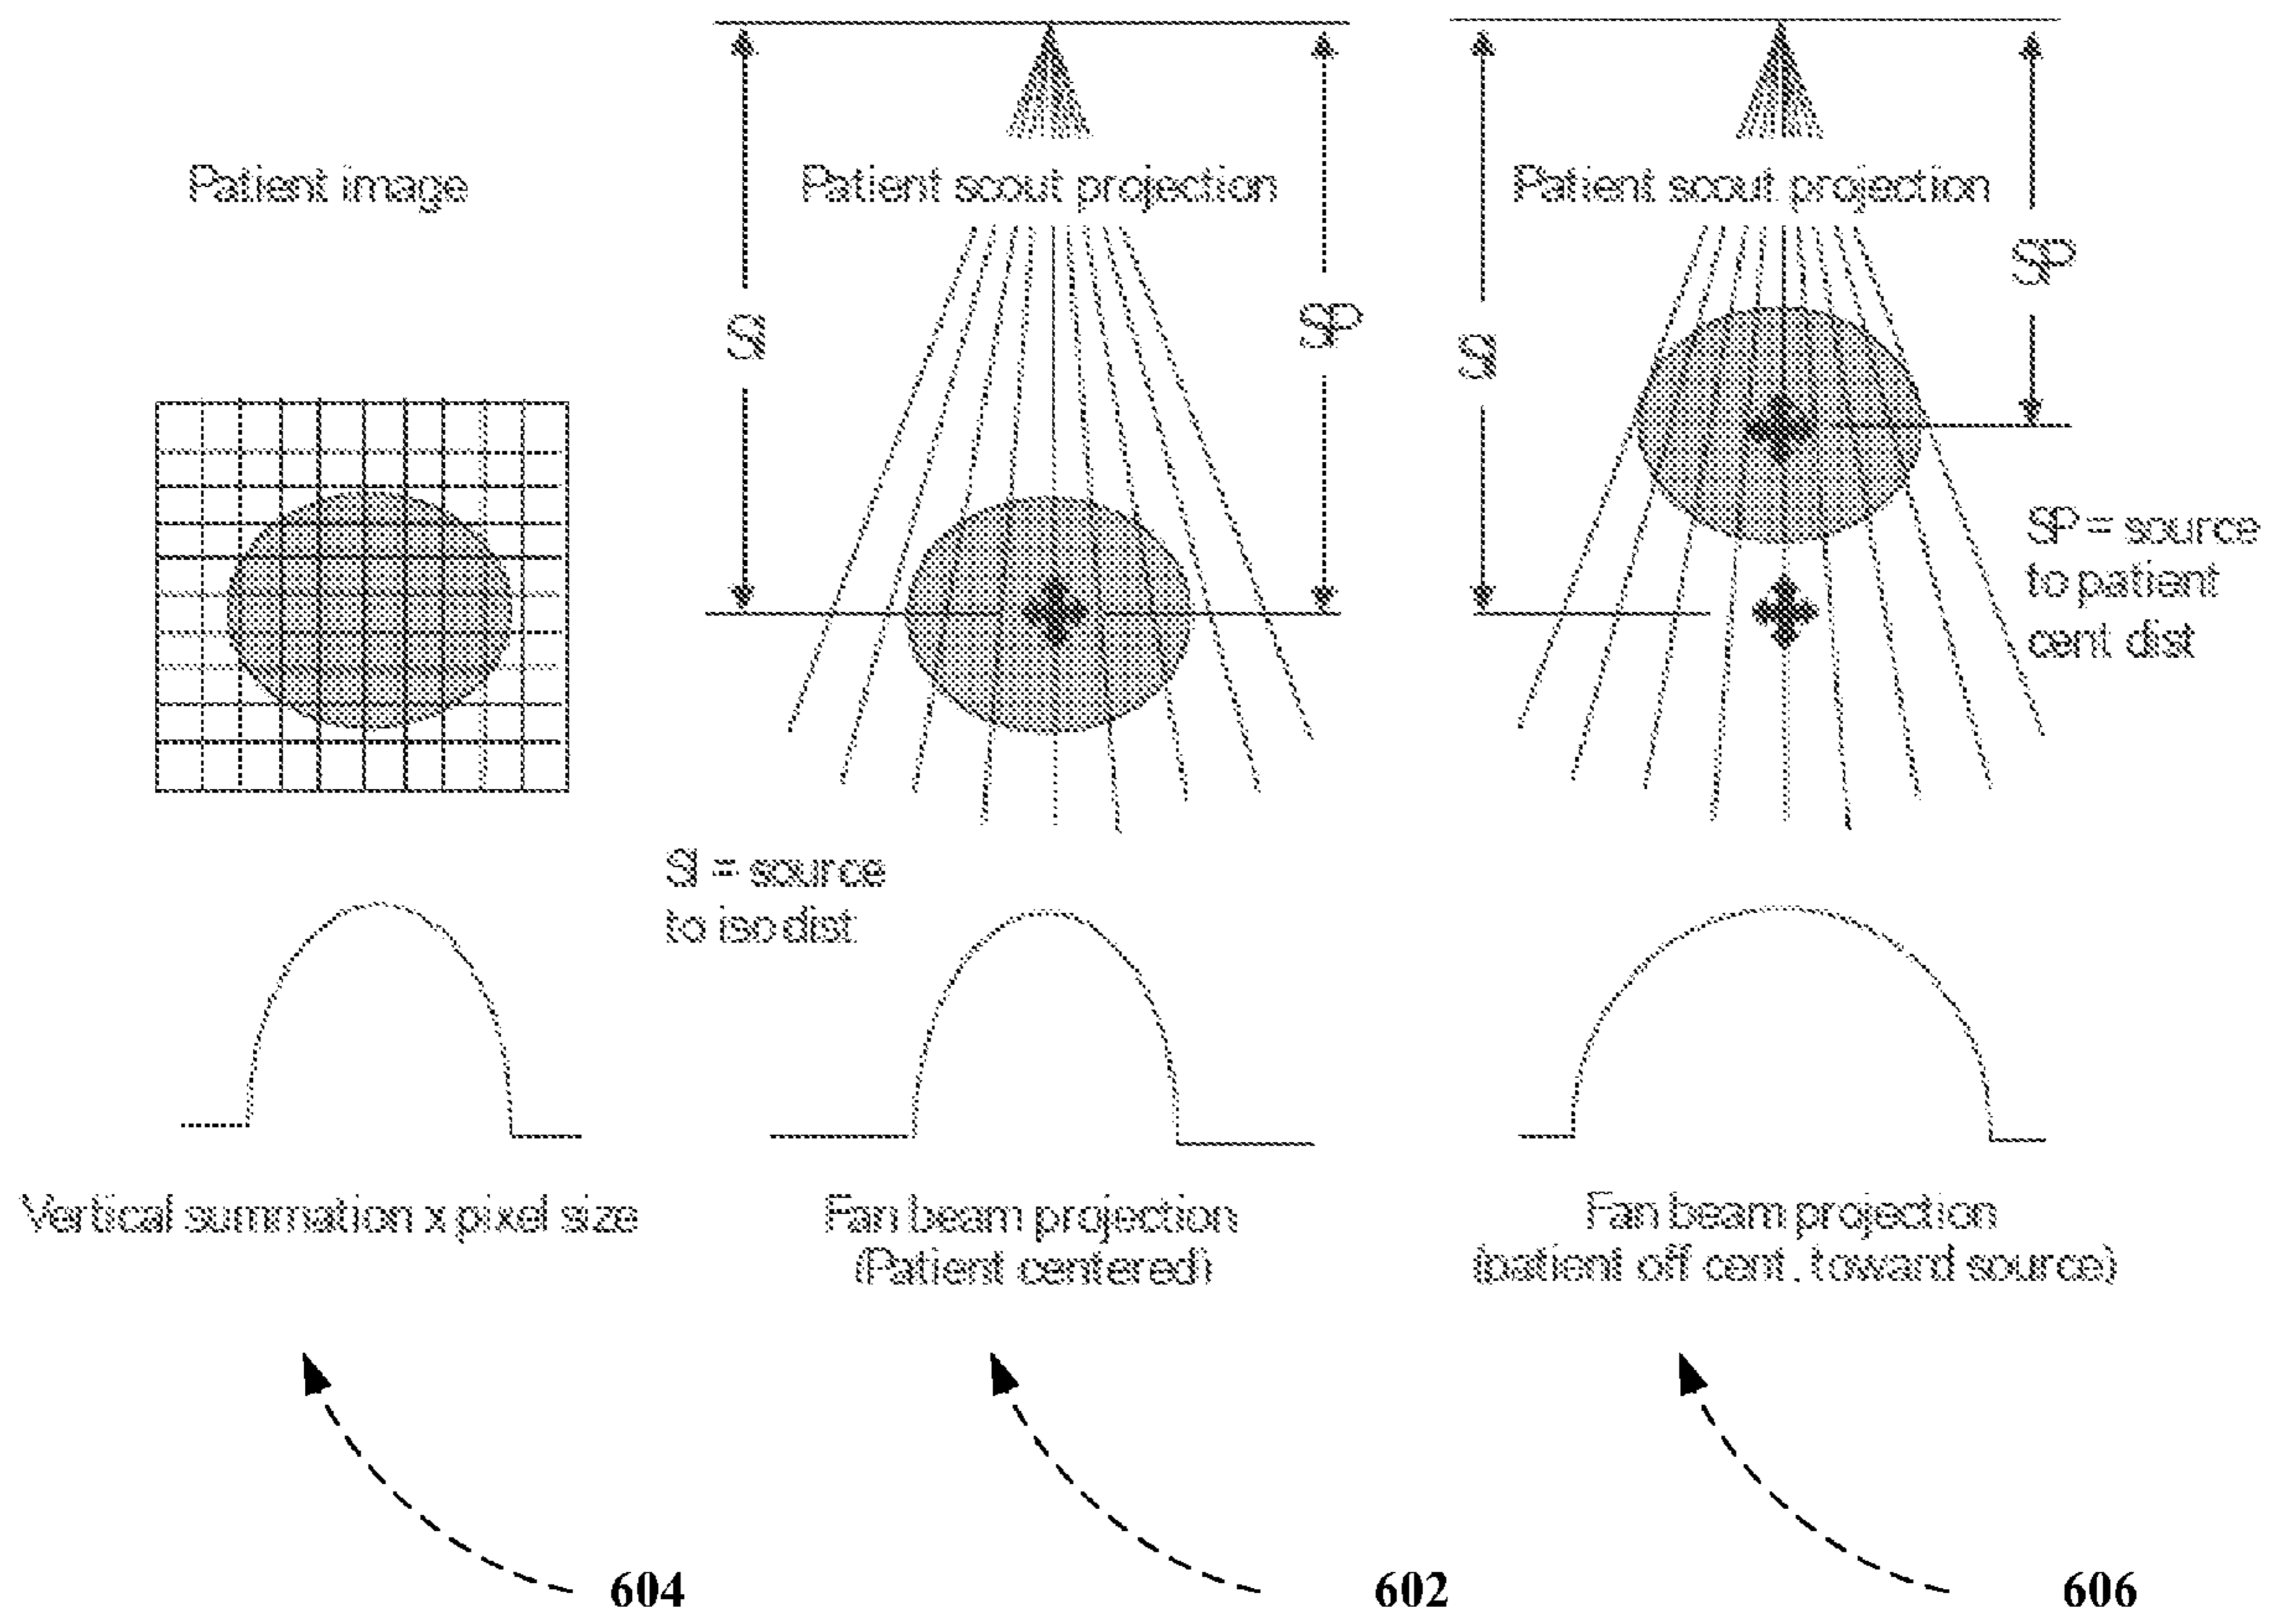 Patient image
Patient scout projection
Patient scout projection
SI
SP
SI
SP
SP = source
to patient
cent dist
SI = source
to iso dist.
Vertical summation x pixel size
Fan beam projection
(Patient centered)
Fan beam projection
(patient off cent. toward source)
604
602
606